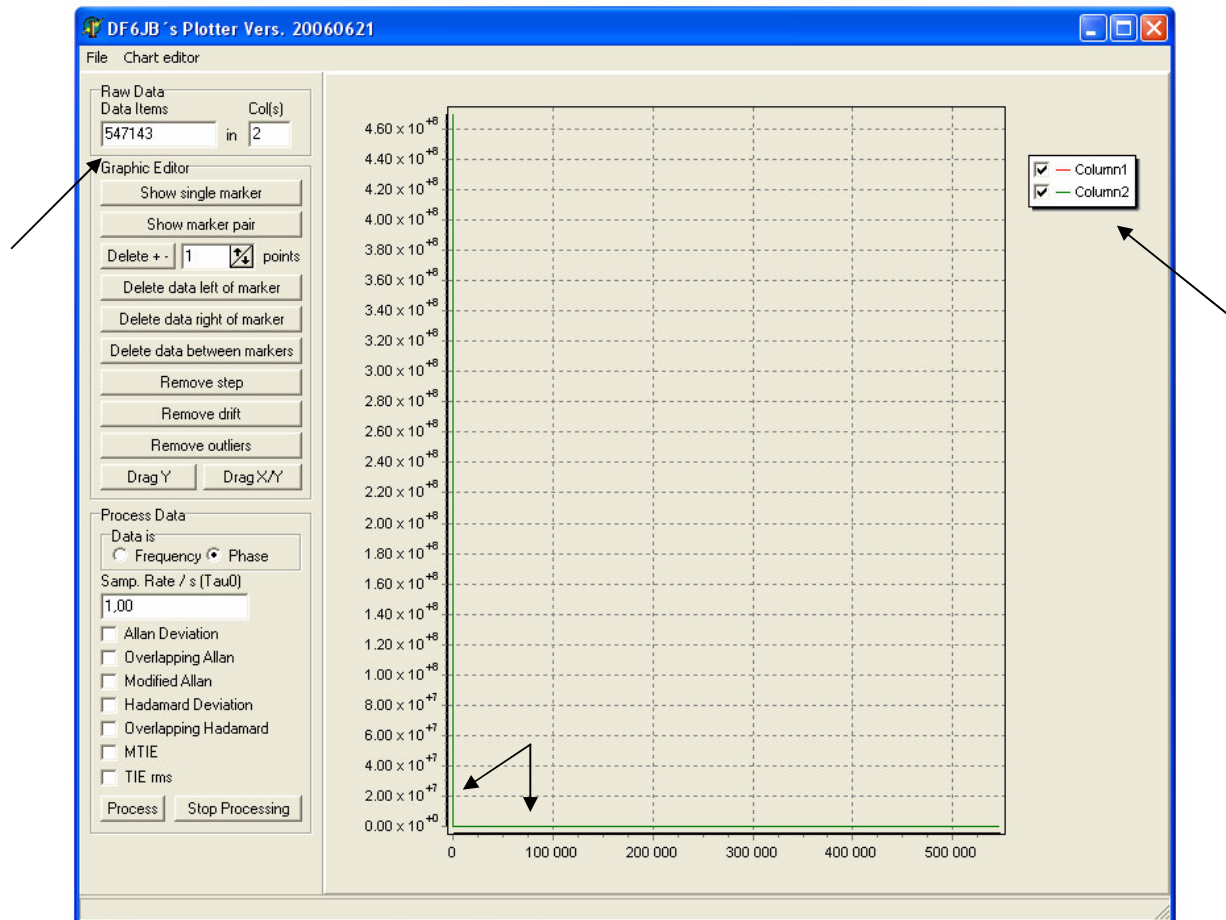 DF6JB´s Plotter Vers. 20060621
File Chart editor
Raw Data
Data Items Col(s)
547143 in 2
Graphic Editor
Show single marker
Show marker pair
Delete + - 1 points
Delete data left of marker
Delete data right of marker
Delete data between markers
Remove step
Remove drift
Remove outliers
Drag Y Drag X/Y
Process Data
Data is
Frequency Phase
Samp. Rate / s (Tau0)
1,00
Allan Deviation
Overlapping Allan
Modified Allan
Hadamard Deviation
Overlapping Hadamard
MTIE
TIE rms
Process Stop Processing
4.60 x 10+8
4.40 x 10+8
4.20 x 10+8
4.00 x 10+8
3.80 x 10+8
3.60 x 10+8
3.40 x 10+8
3.20 x 10+8
3.00 x 10+8
2.80 x 10+8
2.60 x 10+8
2.40 x 10+8
2.20 x 10+8
2.00 x 10+8
1.80 x 10+8
1.60 x 10+8
1.40 x 10+8
1.20 x 10+8
1.00 x 10+8
8.00 x 10+7
6.00 x 10+7
4.00 x 10+7
2.00 x 10+7
0.00 x 10+0
0 100 000 200 000 300 000 400 000 500 000
Column1
Column2